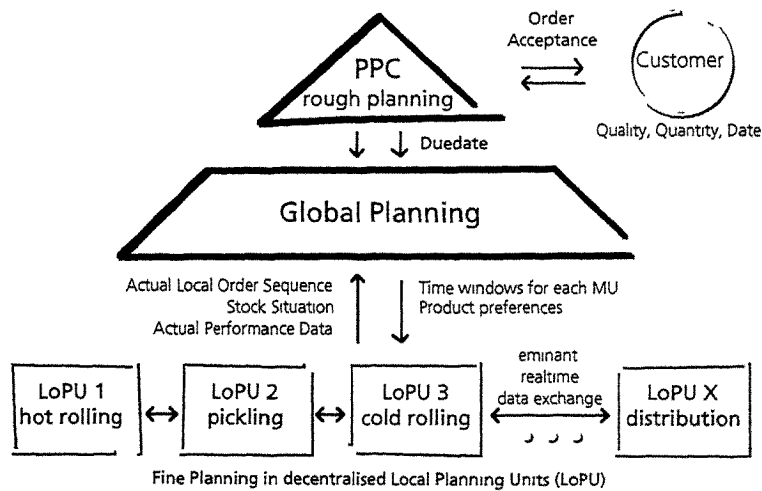 Order
Acceptance
Customer
Quality, Quantity, Date
PPC
rough planning
Duedate
Global Planning
Actual Local Order Sequence
Stock Situation
Actual Performance Data
Time windows for each MU
Product preferences
LoPU 1
hot rolling
LoPU 2
pickling
LoPU 3
cold rolling
eminant
realtime
data exchange
LoPU X
distribution
Fine Planning in decentralised Local Planning Units (LoPU)